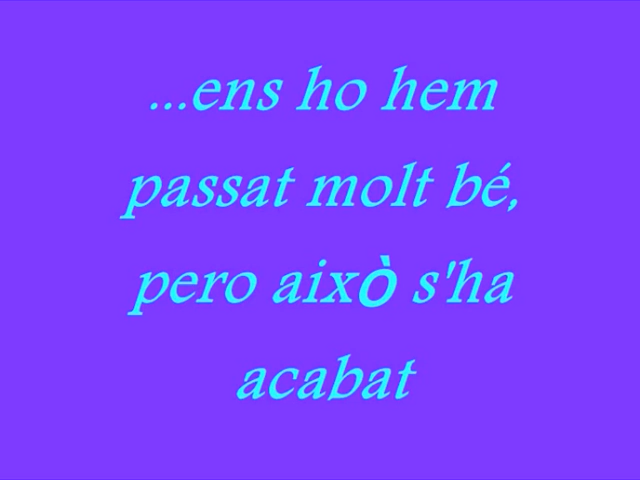 ...ens ho hem
passat molt bé,
pero això s'ha
acabat